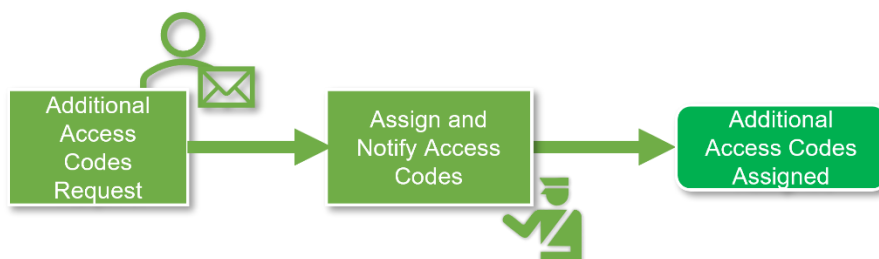 Additional
Access
Codes
Request
Assign and
Notify Access
Codes
Additional
Access Codes
Assigned